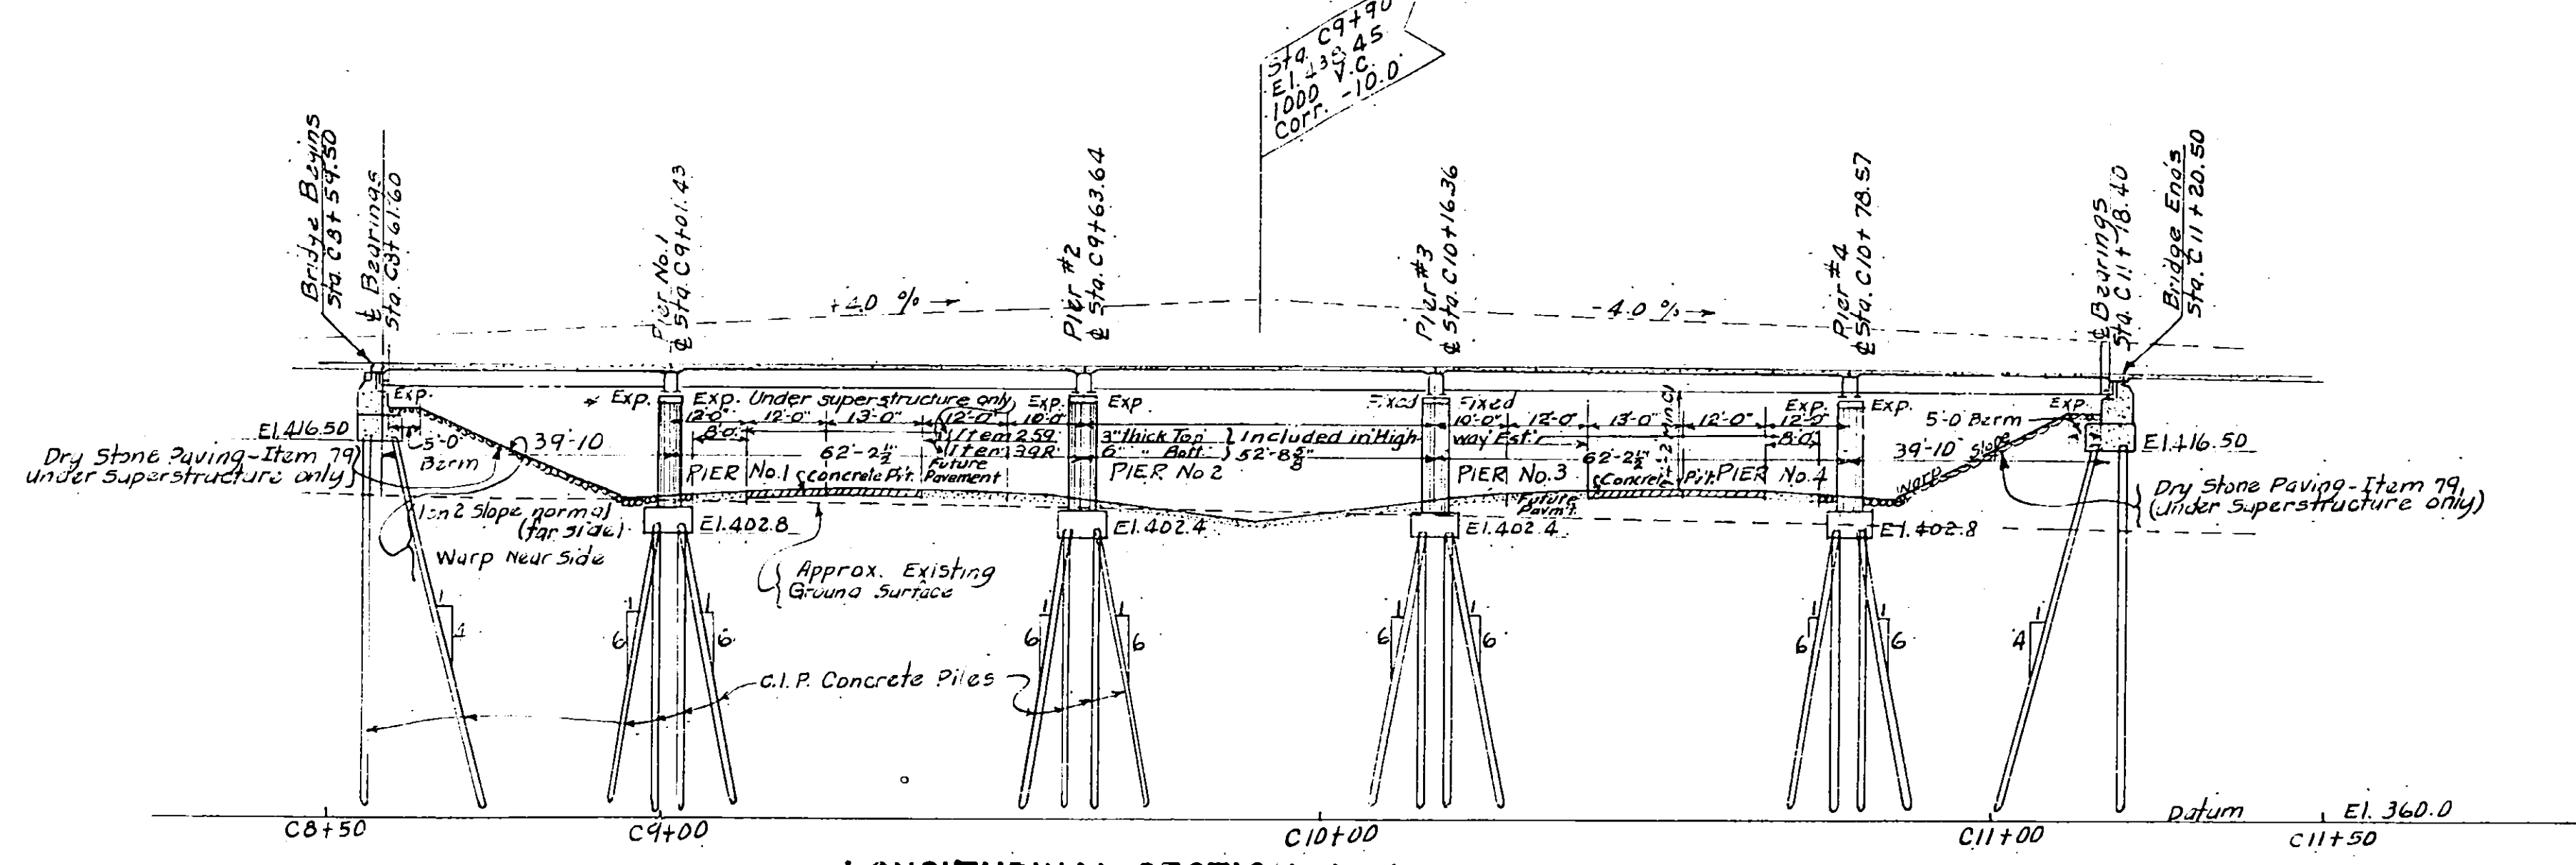 Sta. C9+90
El. 438.45
1000 V.C.
Corr. -10.0
Bridge Begins
Sta. C8+59.50
℄ Bearings
Sta. C8+61.60
Pier No.1
℄ Sta. C9+01.43
Pier #2
℄ Sta. C9+63.64
Pier #3
℄ Sta. C10+16.36
Pier #4
℄ Sta. C10+78.57
℄ Bearings
Sta. C11+18.40
Bridge Ends
Sta. C11+20.50
+4.0 %
-4.0 %
Exp.
Exp.
Exp.
Under superstructure only
Exp.
Exp.
Fixed
Fixed
Exp.
Exp.
5'-0 Berm
Exp.
12'-0"
12'-0"
13'-0"
12'-0"
10'-0"
10'-0"
12'-0"
13'-0"
12'-0"
12'-0"
8'-0"
Item 259
Item 39R
3" thick Top
6" " Bott.
Included in High-
way Est.
8'-0
El. 416.50
5'-0
Berm
39'-10
62'-2½"
52'-8⅝"
62'-2½"
39'-10
Slope
Warp
El. 416.50
Dry Stone Paving-Item 79
under Superstructure only)
PIER No.1
Concrete P't.
Future
Pavement
PIER No 2
PIER No.3
Concrete P't.
PIER No.4
Future
Pavm't.
Dry Stone Paving-Item 79,
(under Superstructure only)
1 on 2 Slope normal
(far side)
Warp Near Side
El. 402.8
El. 402.4
El. 402.4
El. 402.8
Approx. Existing
Ground Surface
1
4
1
6
1
6
1
6
1
6
1
6
1
6
1
6
1
6
1
4
C.I.P. Concrete Piles
Datum El. 360.0
C8+50
C9+00
C10+00
C11+00
C11+50